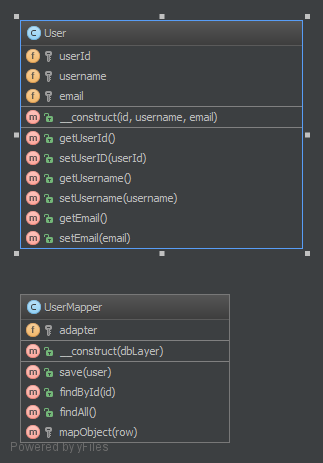 User
userId
username
email
__construct(id, username, email)
getUserId()
setUserID(userId)
getUsername()
setUsername(username)
getEmail()
setEmail(email)
UserMapper
adapter
__construct(dbLayer)
save(user)
findById(id)
findAll()
mapObject(row)
Powered by yFiles